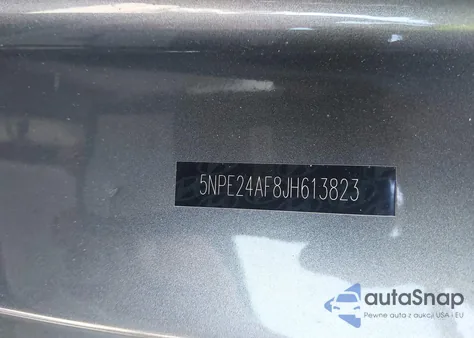 5NPE24AF8JH613823
autaSnap
Pewne auta z aukcji USA - EU